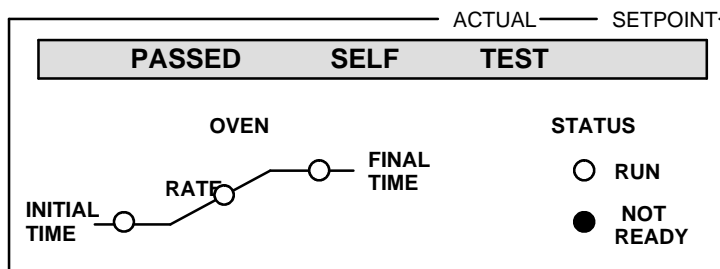 ACTUAL SETPOINT
PASSED SELF TEST
OVEN
STATUS
FINAL
TIME
RATE
INITIAL
TIME
RUN
NOT
READY